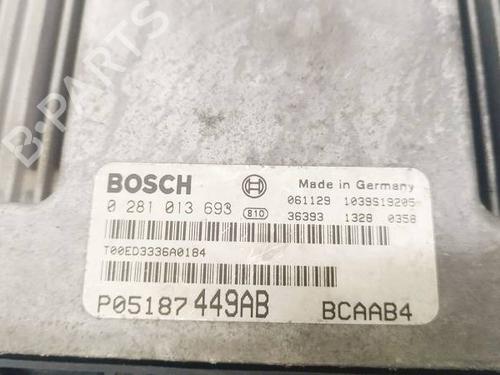 B-PARTS
BOSCH
Made in Germany
0 281 013 693
810
061129 1039S19205
36393 1328 0358
T00ED3336A0184
P05187449AB BCAAB4